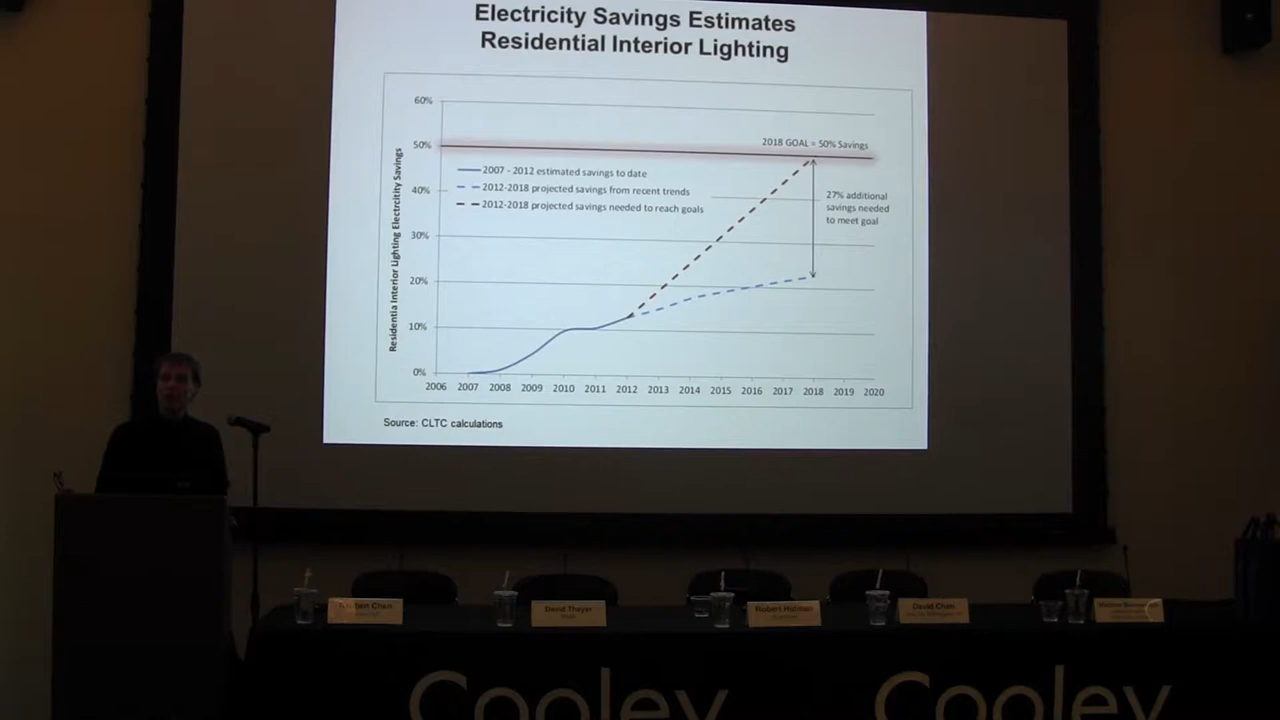 Electricity Savings Estimates
Residential Interior Lighting
60%
50%
40%
30%
20%
10%
0%
Residentia Interior Lighting Electrcitity Savings
2018 GOAL = 50% Savings
2007 - 2012 estimated savings to date
2012-2018 projected savings from recent trends
2012-2018 projected savings needed to reach goals
27% additional
savings needed
to meet goal
2006 2007 2008 2009 2010 2011 2012 2013 2014 2015 2016 2017 2018 2019 2020
Source: CLTC calculations
Chen
David Thayer
Robert
David Chen
Cooley Cooley